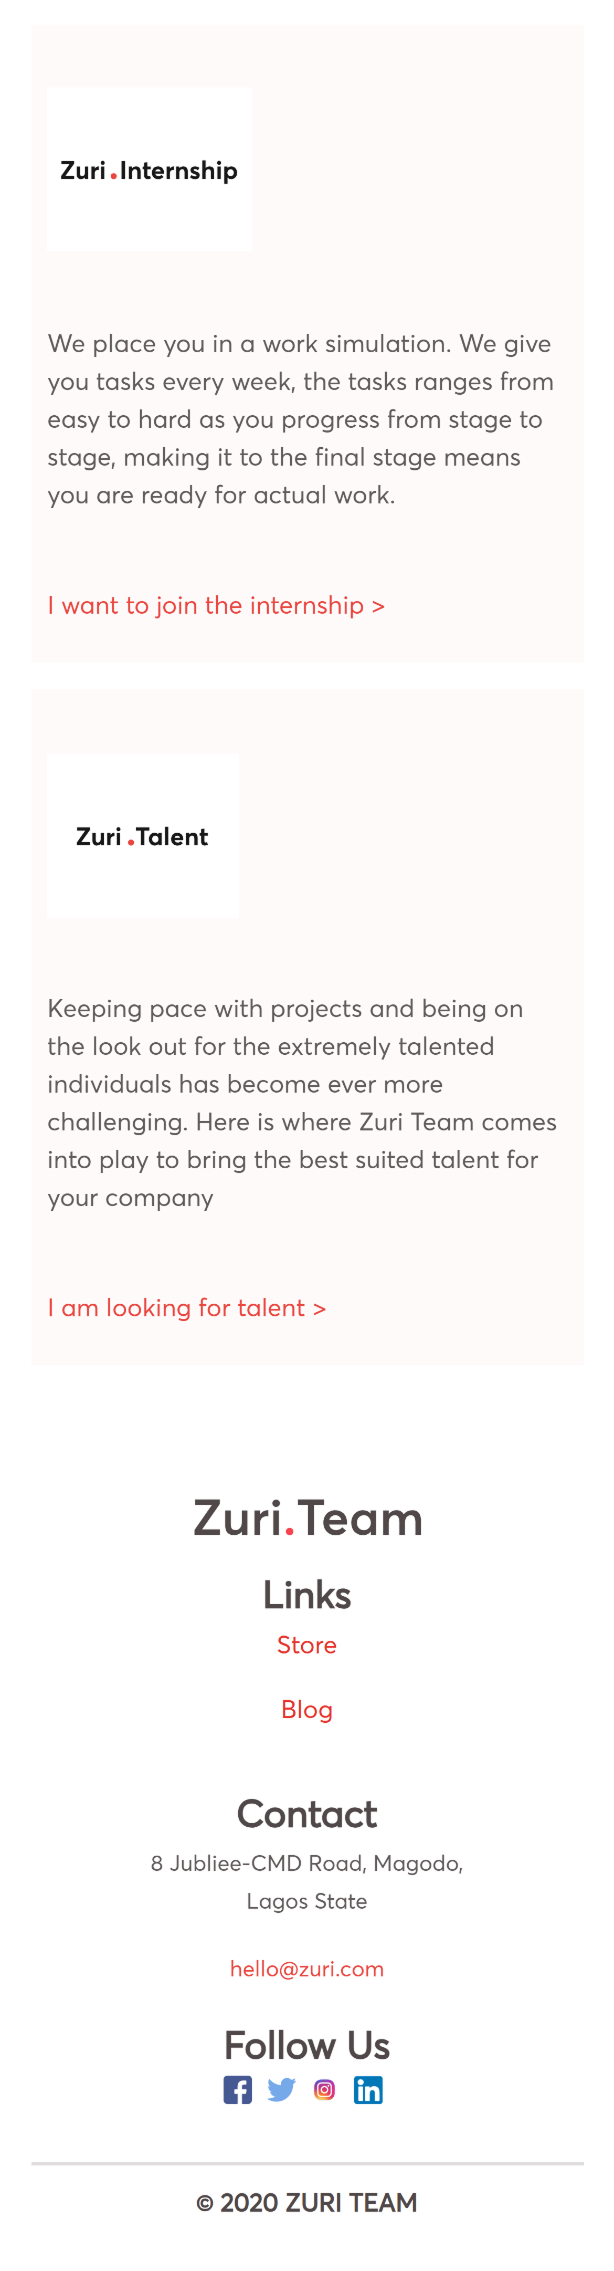 Zuri.Internship
We place you in a work simulation. We give
you tasks every week, the tasks ranges from
easy to hard as you progress from stage to
stage, making it to the final stage means
you are ready for actual work.
I want to join the internship >
Zuri.Talent
Keeping pace with projects and being on
the look out for the extremely talented
individuals has become ever more
challenging. Here is where Zuri Team comes
into play to bring the best suited talent for
your company
I am looking for talent >
Zuri.Team
Links
Store
Blog
Contact
8 Jubliee-CMD Road, Magodo,
Lagos State
hello@zuri.com
Follow Us
© 2020 ZURI TEAM